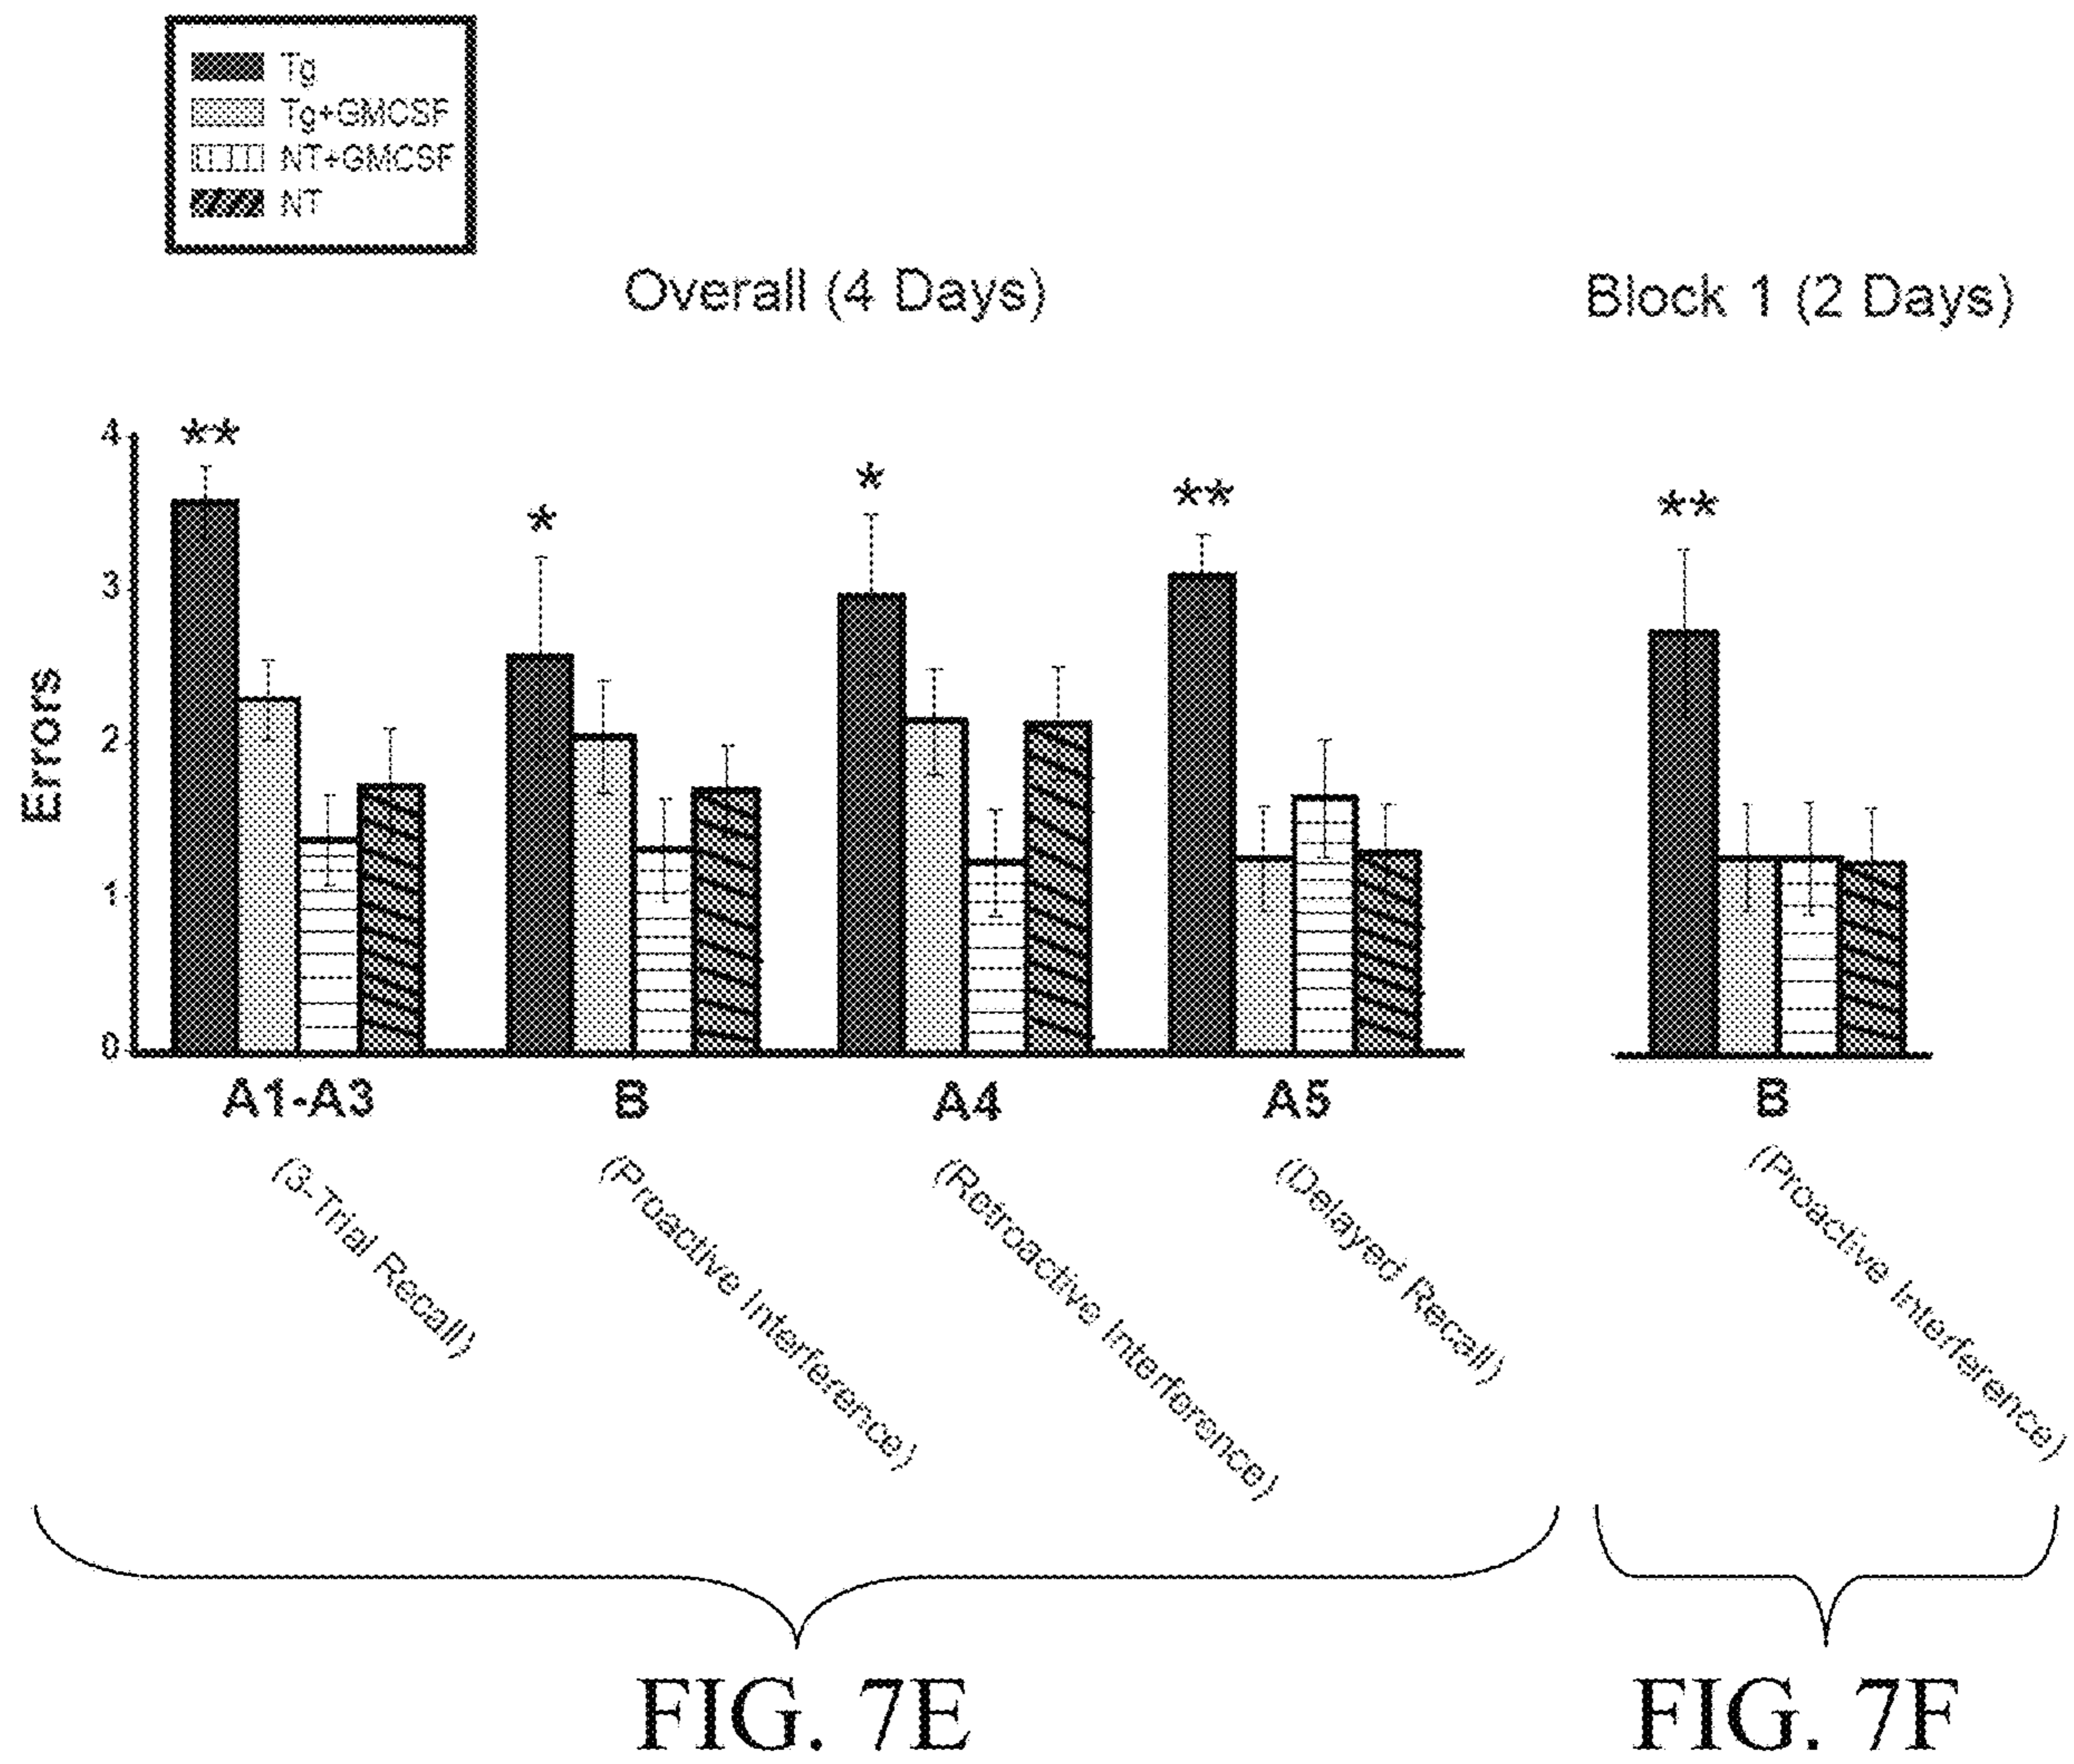 Tg
Tg+GMCSF
NT+GMCSF
NT
Overall (4 Days)
Block 1 (2 Days)
Errors
4
3
2
1
0
**
*
*
**
**
A1-A3
B
A4
A5
B
(3-Trial Recall)
(Proactive Interference)
(Retroactive Interference)
(Delayed Recall)
(Proactive Interference)
FIG. 7E
FIG. 7F